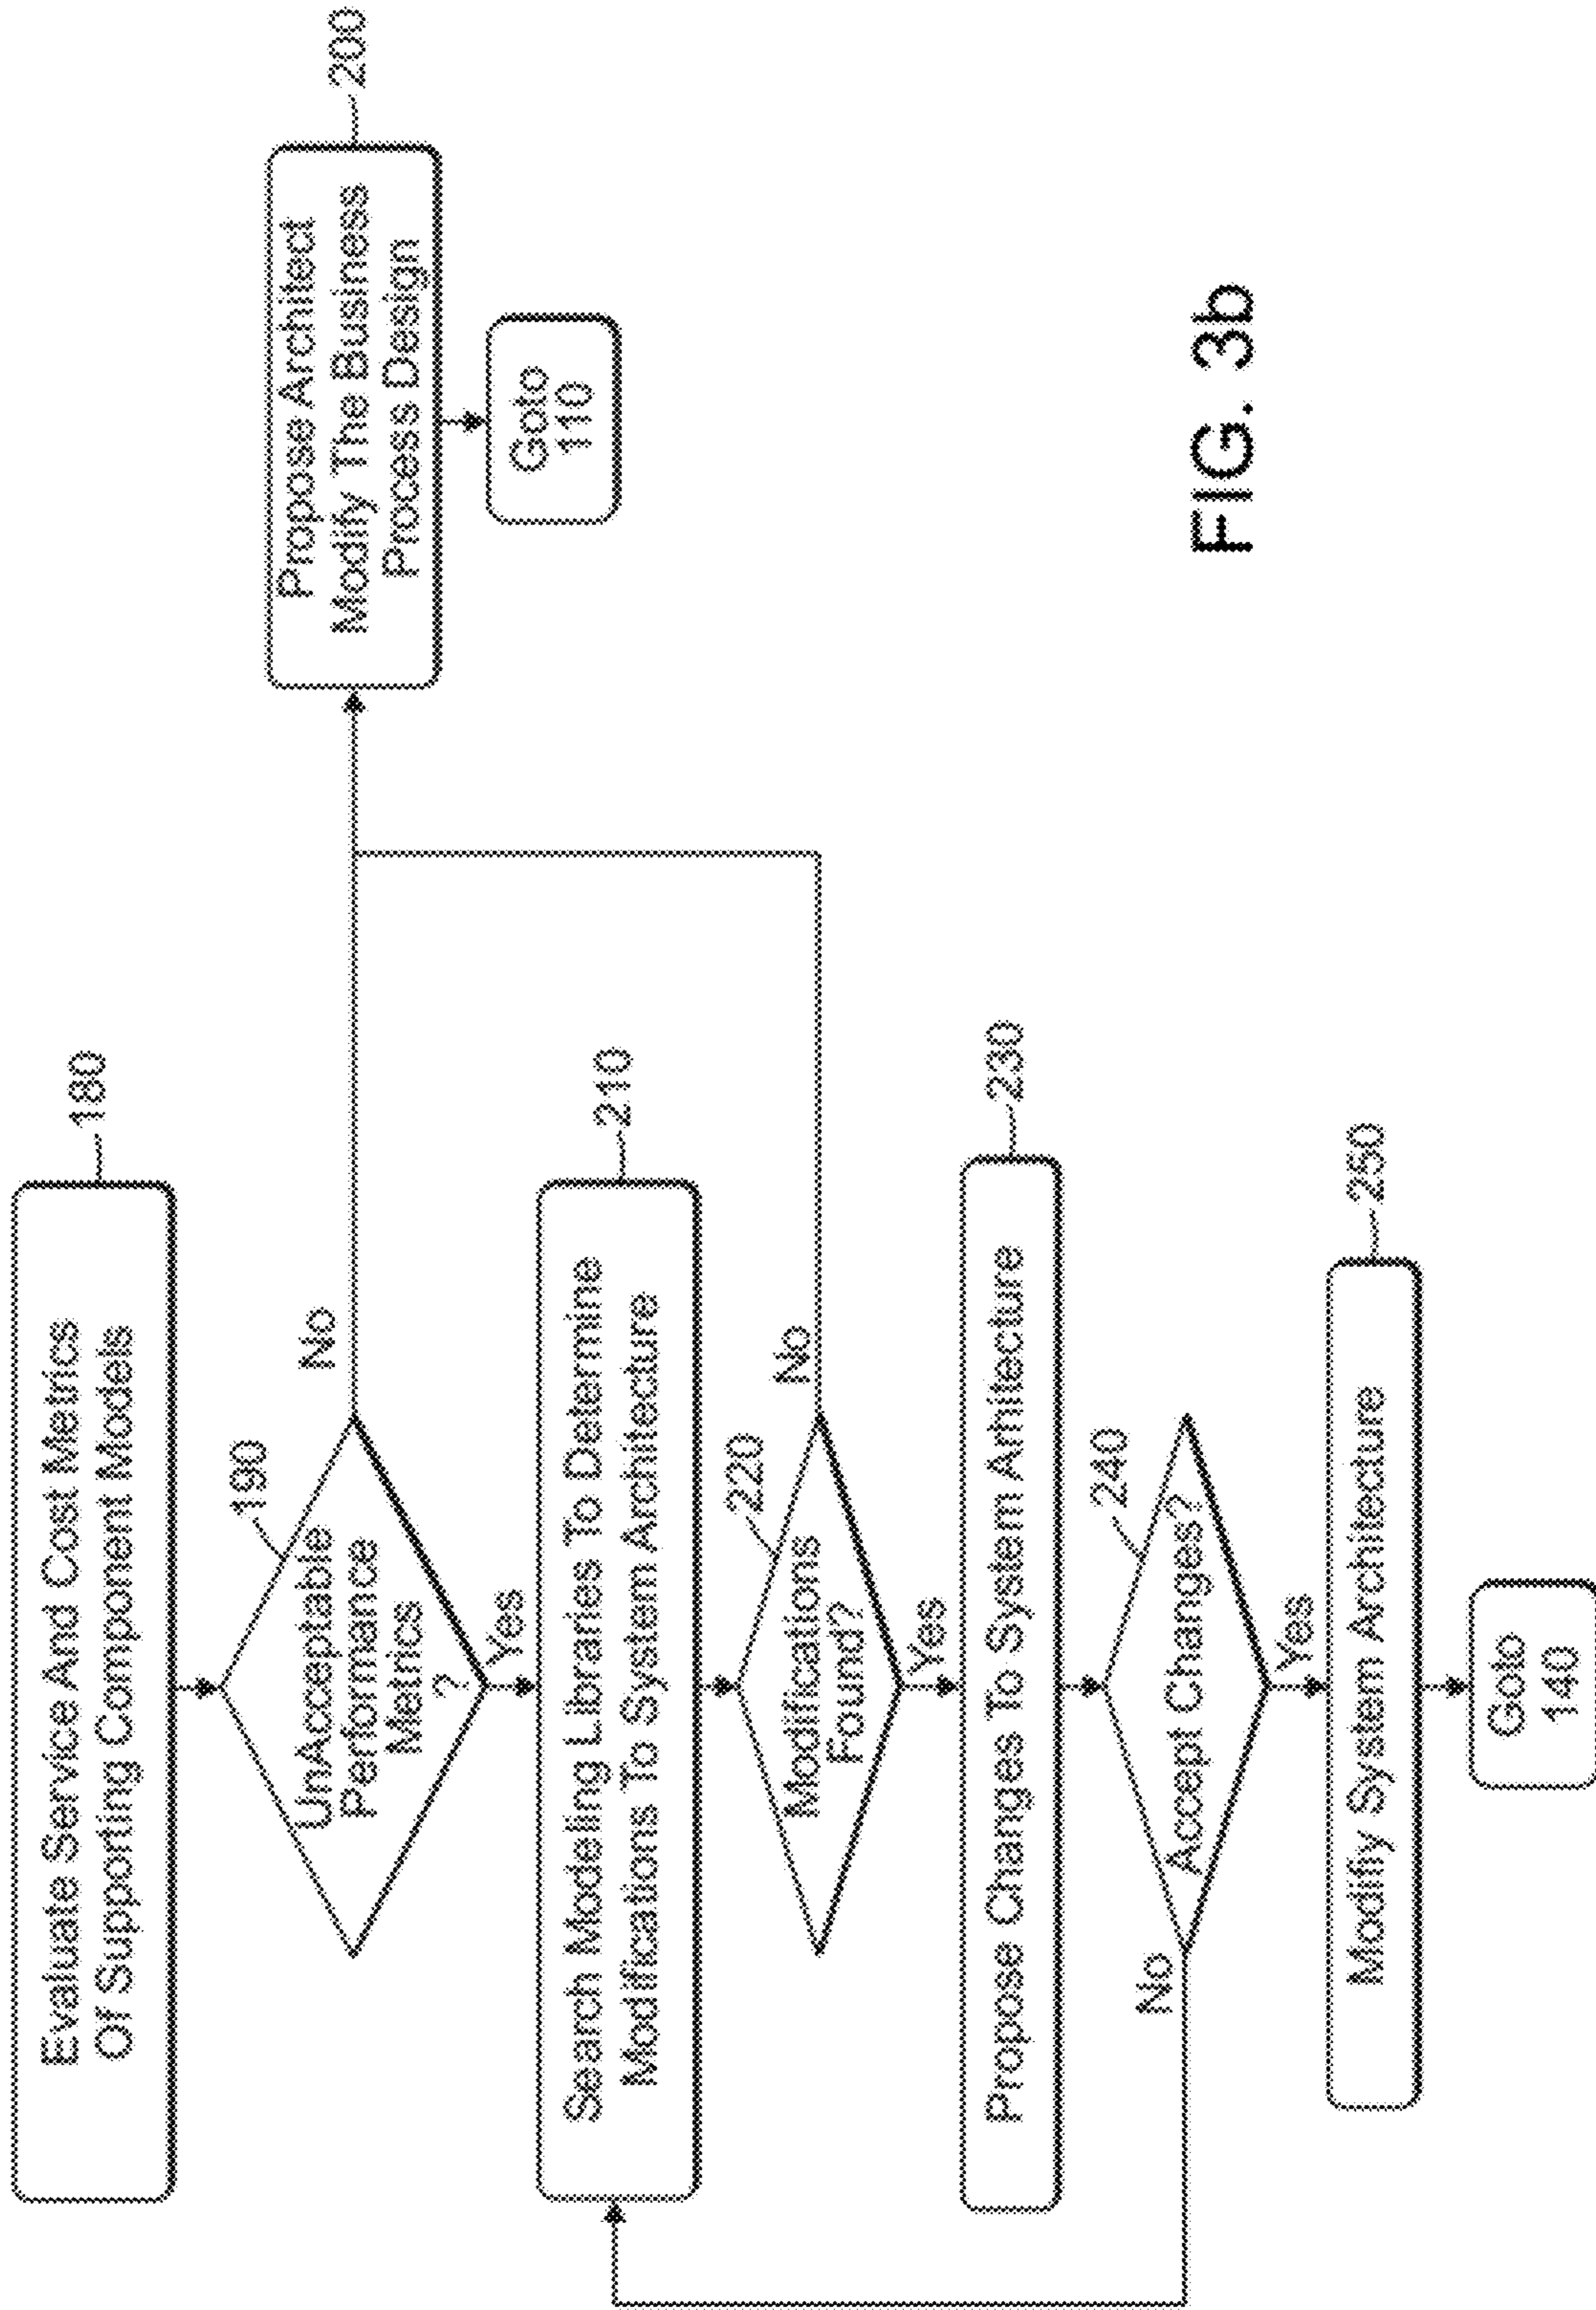 Evaluate Service And Cost Metrics
Of Supporting Component Models
180
190
UnAcceptable
Performance
Metrics
?
No
Yes
Propose Architect
Modify The Business
Process Design
200
Goto
110
Search Modeling Libraries To Determine
Modifications To System Architecture
210
220
Modifications
Found?
No
Yes
Propose Changes To System Arhitecture
230
240
Accept Changes?
No
Yes
Modifiy System Architecture
250
Goto
140
FIG. 3b